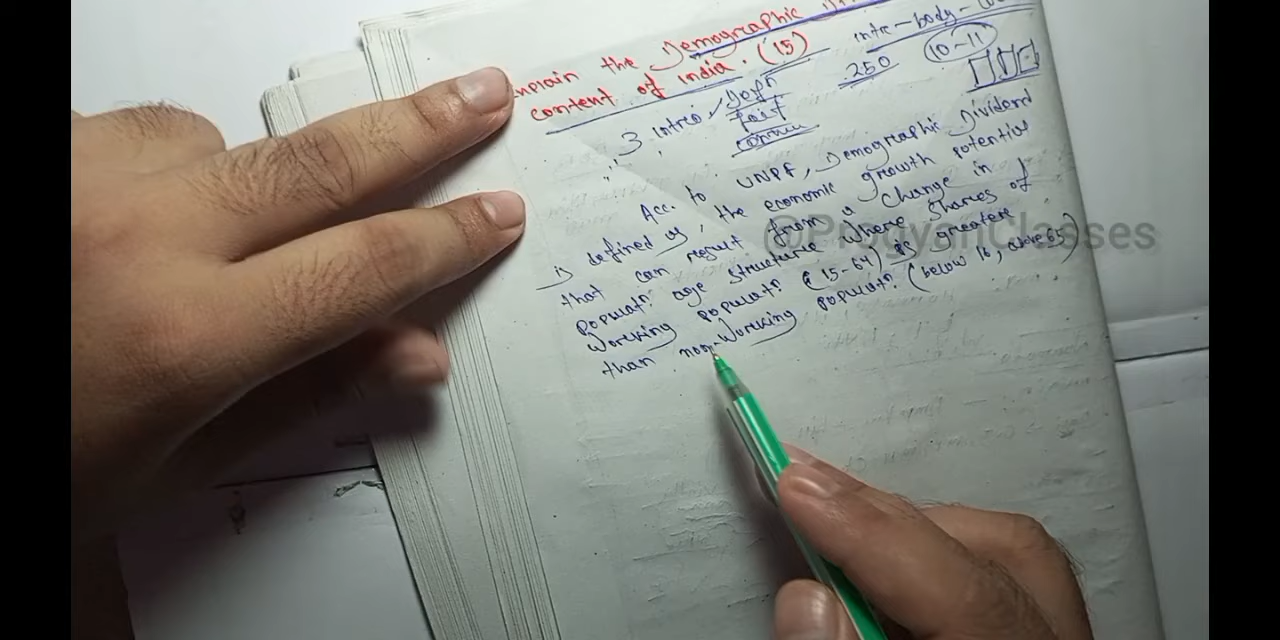 explain the Demographic
content of India. (15)
intro-body-
250
10-11
3 intro Defn
fact
Acc. to UNPF, Demographic Dividend
is defined as, the economic growth potential
that can result from a change in
populatn age structure where shares of
working populatn (15-64) is greater
than non-working populatn (below 16, above 65)
@PragyanClasses